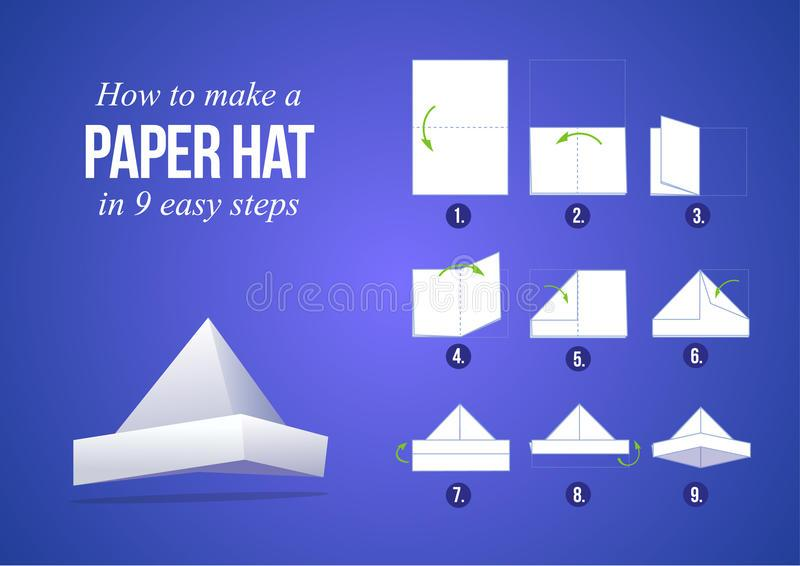 How to make a
PAPER HAT
in 9 easy steps
1.
2.
3.
4.
5.
6.
7.
8.
9.
dreamstime